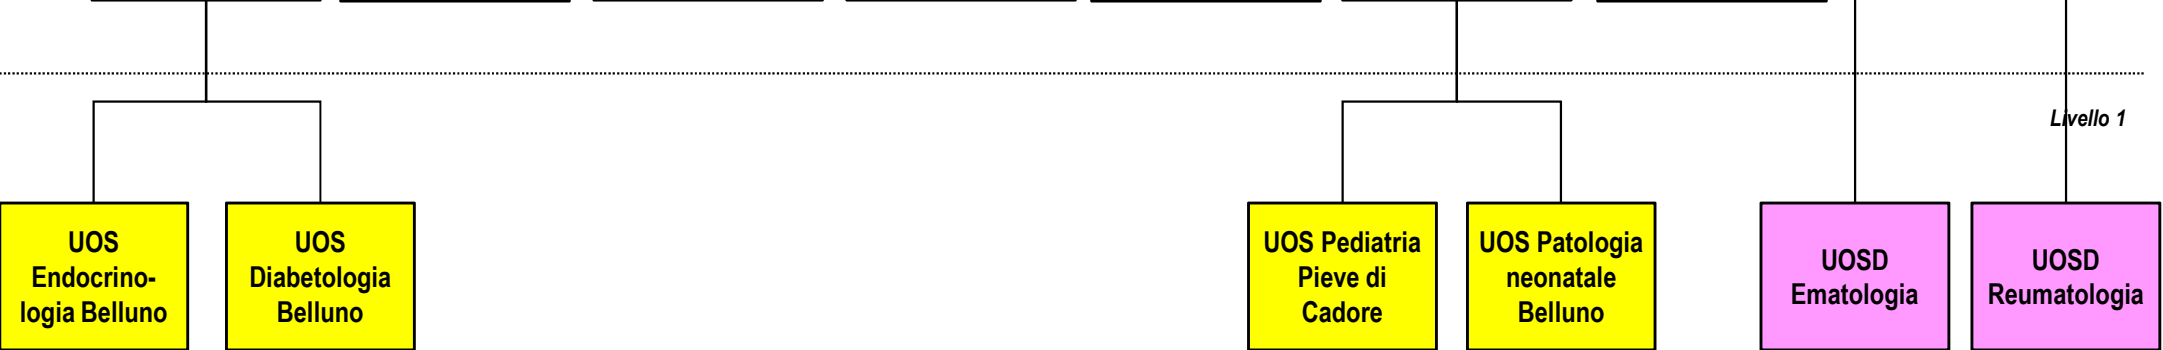 Livello 1
UOS
Endocrino-
logia Belluno
UOS
Diabetologia
Belluno
UOS Pediatria
Pieve di
Cadore
UOS Patologia
neonatale
Belluno
UOSD
Ematologia
UOSD
Reumatologia